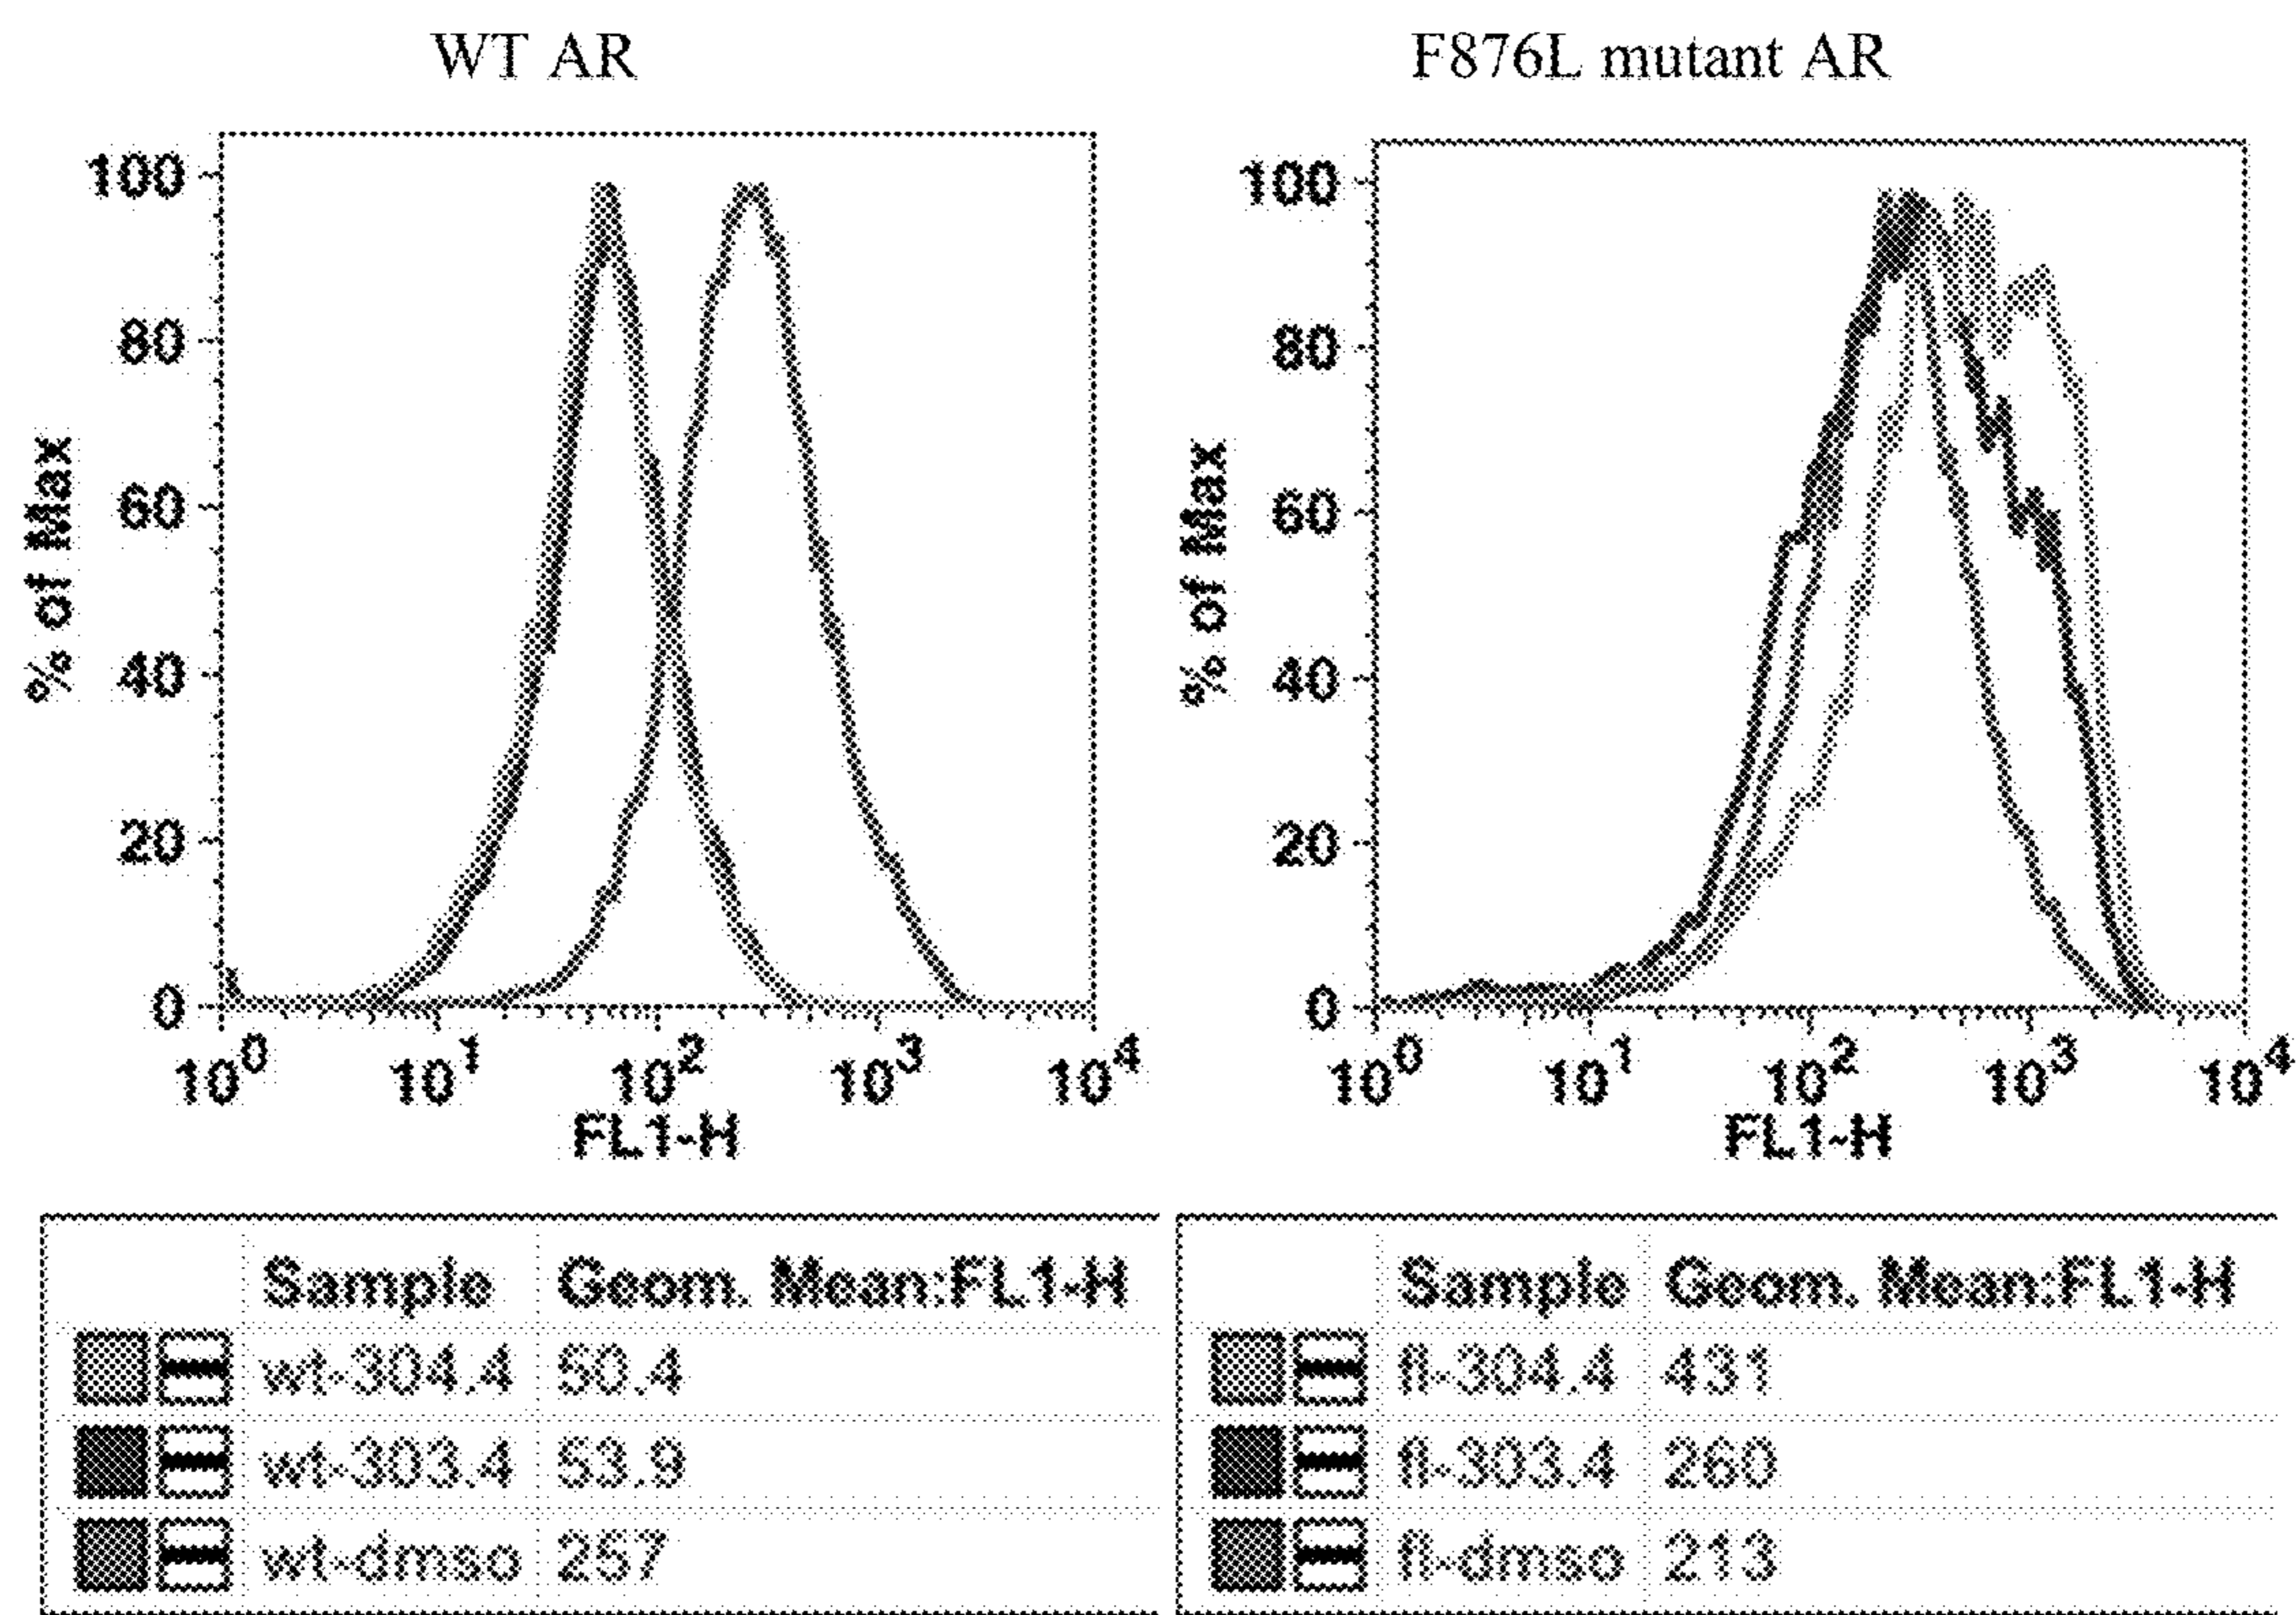 WT AR
F876L mutant AR
100
80
60
40
20
0
% of Max
10^0 10^1 10^2 10^3 10^4
FL1-H
100
80
60
40
20
0
% of Max
10^0 10^1 10^2 10^3 10^4
FL1-H
Sample Geom. Mean:FL1-H
wt-304.4 50.4
wt-303.4 53.9
wt-dmso 257
Sample Geom. Mean:FL1-H
fl-304.4 431
fl-303.4 260
fl-dmso 213